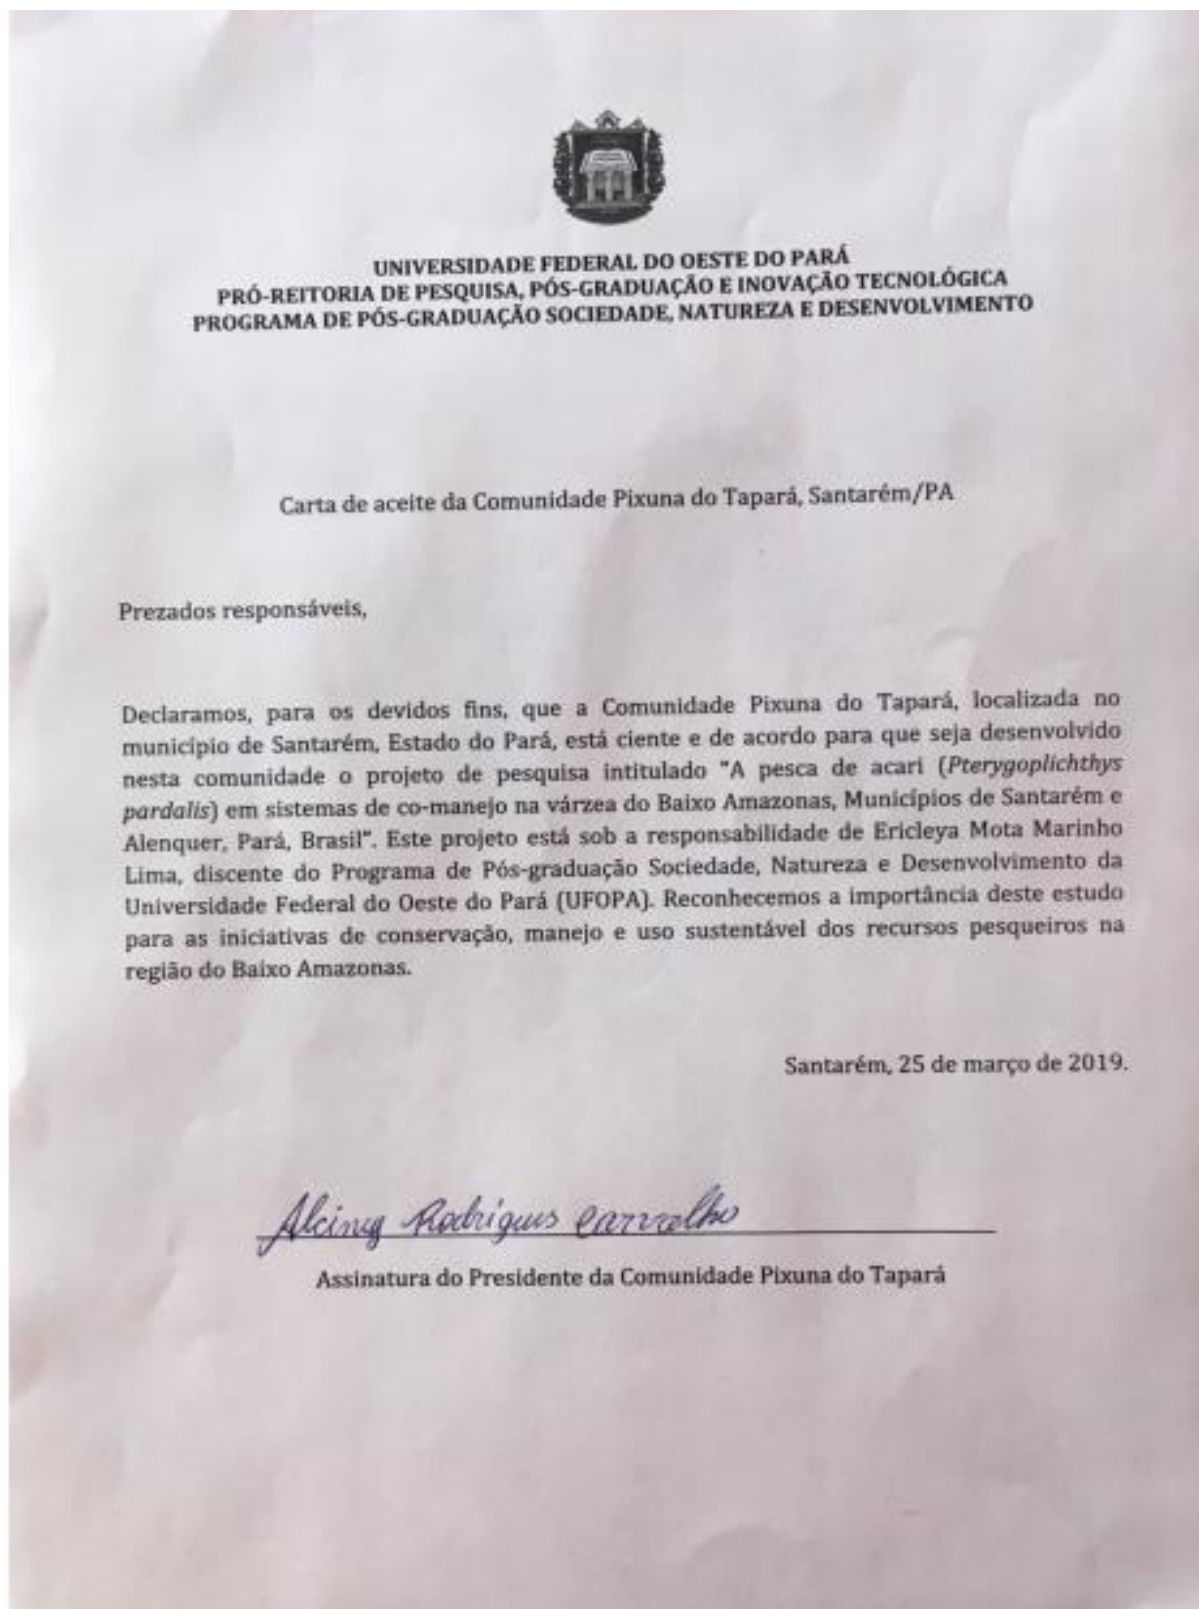 UNIVERSIDADE FEDERAL DO OESTE DO PARÁ
PRÓ-REITORIA DE PESQUISA, PÓS-GRADUAÇÃO E INOVAÇÃO TECNOLÓGICA
PROGRAMA DE PÓS-GRADUAÇÃO SOCIEDADE, NATUREZA E DESENVOLVIMENTO
Carta de aceite da Comunidade Pixuna do Tapará, Santarém/PA
Prezados responsáveis,
Declaramos, para os devidos fins, que a Comunidade Pixuna do Tapará, localizada no
município de Santarém, Estado do Pará, está ciente e de acordo para que seja desenvolvido
nesta comunidade o projeto de pesquisa intitulado "A pesca de acari (Pterygoplichthys
pardalis) em sistemas de co-manejo na várzea do Baixo Amazonas, Municípios de Santarém e
Alenquer, Pará, Brasil". Este projeto está sob a responsabilidade de Ericleya Mota Marinho
Lima, discente do Programa de Pós-graduação Sociedade, Natureza e Desenvolvimento da
Universidade Federal do Oeste do Pará (UFOPA). Reconhecemos a importância deste estudo
para as iniciativas de conservação, manejo e uso sustentável dos recursos pesqueiros na
região do Baixo Amazonas.
Santarém, 25 de março de 2019.
Rodrigues Carvalho
Assinatura do Presidente da Comunidade Pixuna do Tapará